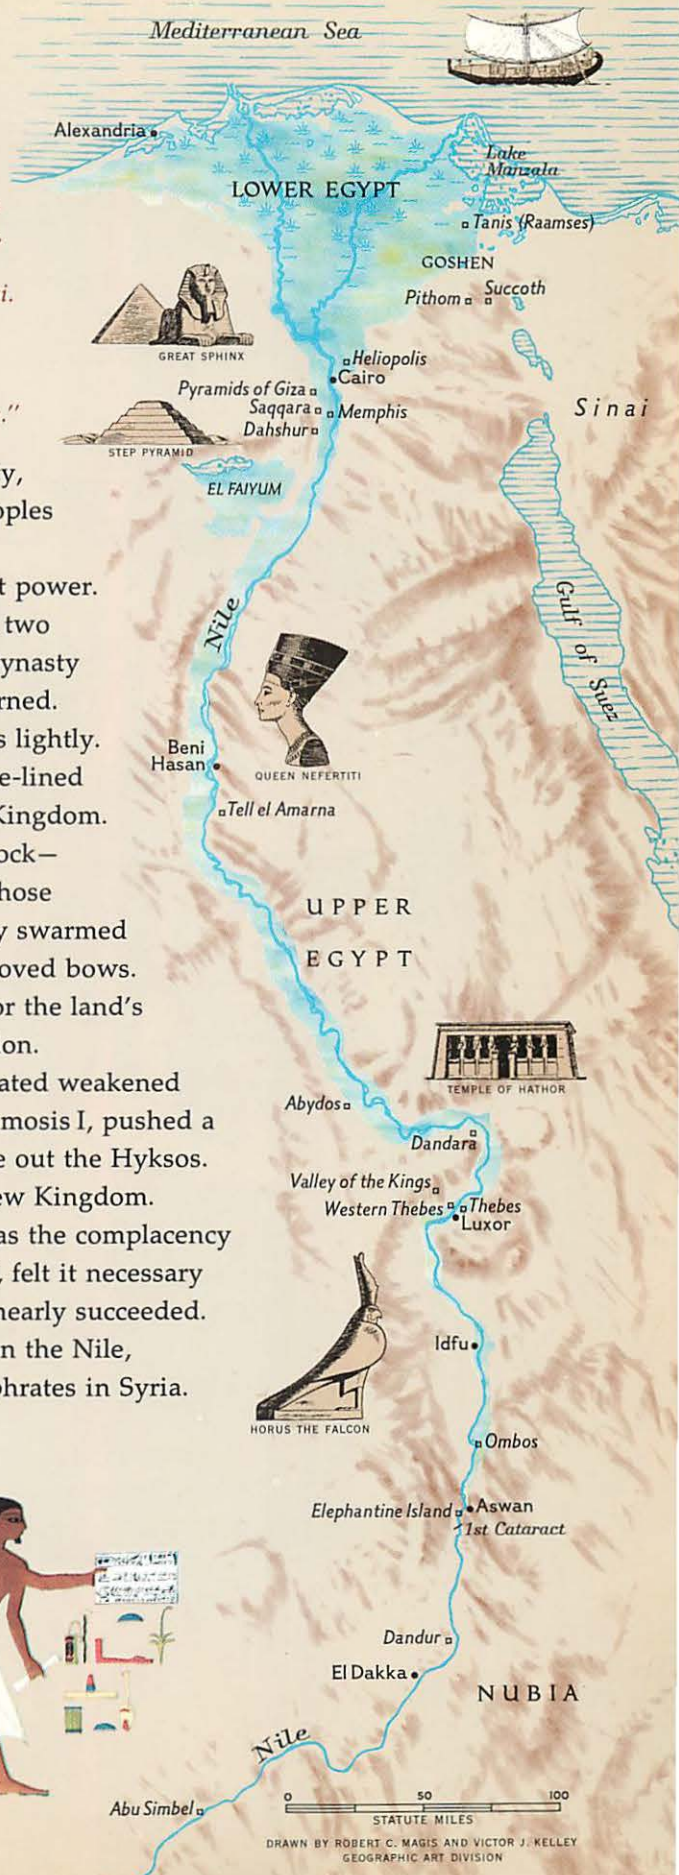 Mediterranean Sea
Alexandria
Lake
Manzala
LOWER EGYPT
Tanis (Raamses)
GOSHEN
i.
Pithom
Succoth
GREAT SPHINX
Heliopolis
Cairo
Pyramids of Giza
Sinai
."
Saqqara
Memphis
Dahshur
STEP PYRAMID
y,
EL FAIYUM
oples
t power.
Nile
Gulf of Suez
two
ynasty
rned.
s lightly.
Beni
Hasan
QUEEN NEFERTITI
e-lined
Tell el Amarna
Kingdom.
ock—
hose
UPPER
y swarmed
EGYPT
oved bows.
or the land's
on.
ated weakened
TEMPLE OF HATHOR
Abydos
mosis I, pushed a
Dandara
e out the Hyksos.
Valley of the Kings
ew Kingdom.
Western Thebes
Thebes
Luxor
as the complacency
, felt it necessary
nearly succeeded.
n the Nile,
Idfu
phrates in Syria.
HORUS THE FALCON
Ombos
Elephantine Island
Aswan
1st Cataract
Dandur
El Dakka
NUBIA
Nile
Abu Simbel
0 50 100
STATUTE MILES
DRAWN BY ROBERT C. MAGIS AND VICTOR J. KELLEY
GEOGRAPHIC ART DIVISION